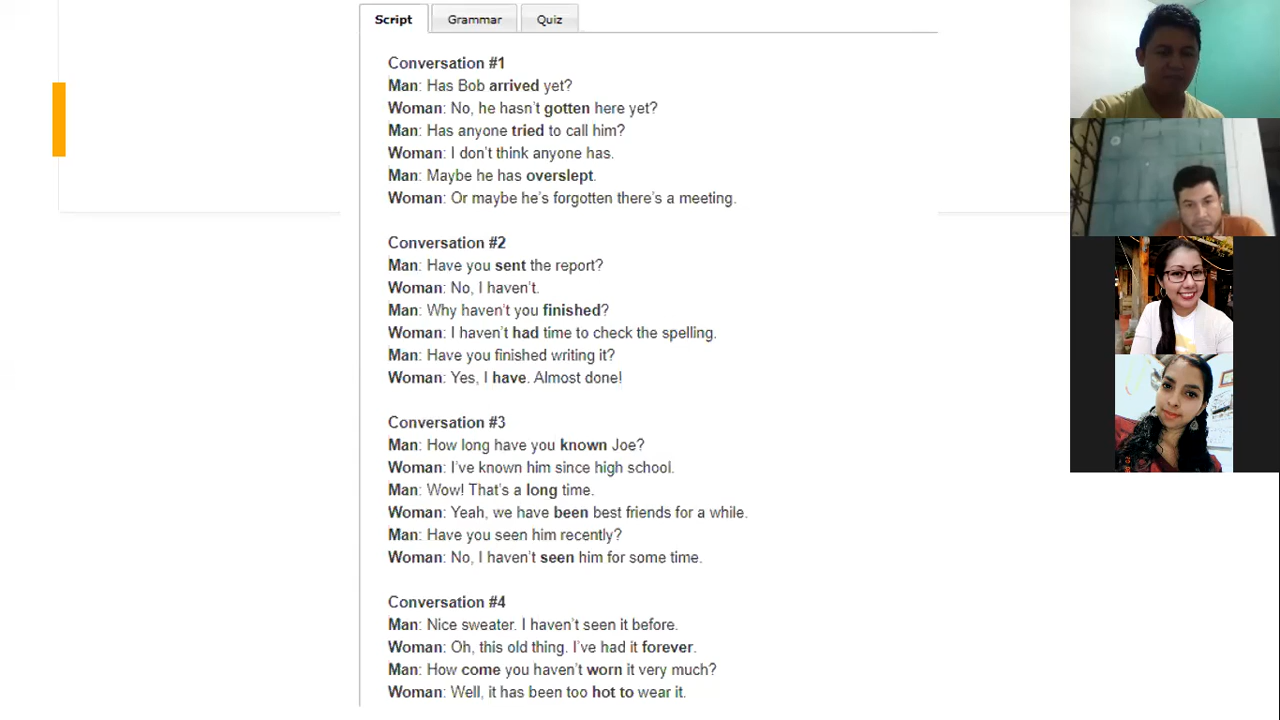 Script Grammar Quiz
Conversation #1
Man: Has Bob arrived yet?
Woman: No, he hasn't gotten here yet?
Man: Has anyone tried to call him?
Woman: I don't think anyone has.
Man: Maybe he has overslept.
Woman: Or maybe he's forgotten there's a meeting.
Conversation #2
Man: Have you sent the report?
Woman: No, I haven't.
Man: Why haven't you finished?
Woman: I haven't had time to check the spelling.
Man: Have you finished writing it?
Woman: Yes, I have. Almost done!
Conversation #3
Man: How long have you known Joe?
Woman: I've known him since high school.
Man: Wow! That's a long time.
Woman: Yeah, we have been best friends for a while.
Man: Have you seen him recently?
Woman: No, I haven't seen him for some time.
Conversation #4
Man: Nice sweater. I haven't seen it before.
Woman: Oh, this old thing. I've had it forever.
Man: How come you haven't worn it very much?
Woman: Well, it has been too hot to wear it.